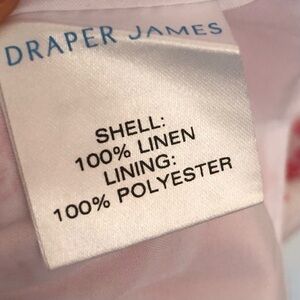 DRAPER JAMES
SHELL:
100% LINEN
LINING:
100% POLYESTER